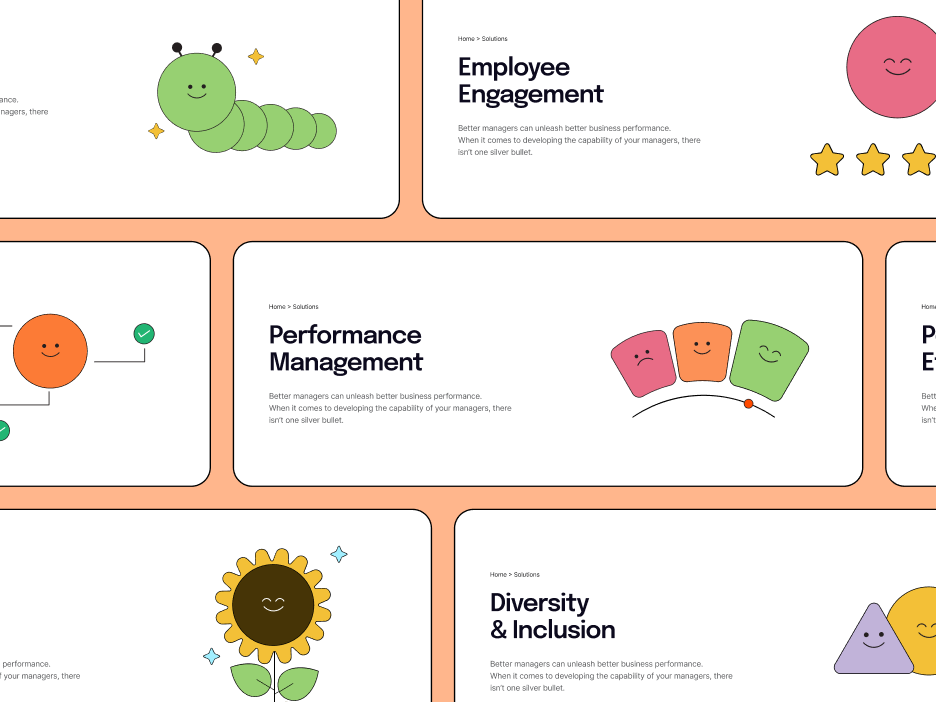 ance.
nagers, there
Home > Solutions
Employee
Engagement
Better managers can unleash better business performance.
When it comes to developing the capability of your managers, there
isn't one silver bullet.
Home > Solutions
Performance
Management
Better managers can unleash better business performance.
When it comes to developing the capability of your managers, there
isn't one silver bullet.
Home >
Bett
Whe
isn't
performance.
f your managers, there
Home > Solutions
Diversity
& Inclusion
Better managers can unleash better business performance.
When it comes to developing the capability of your managers, there
isn't one silver bullet.